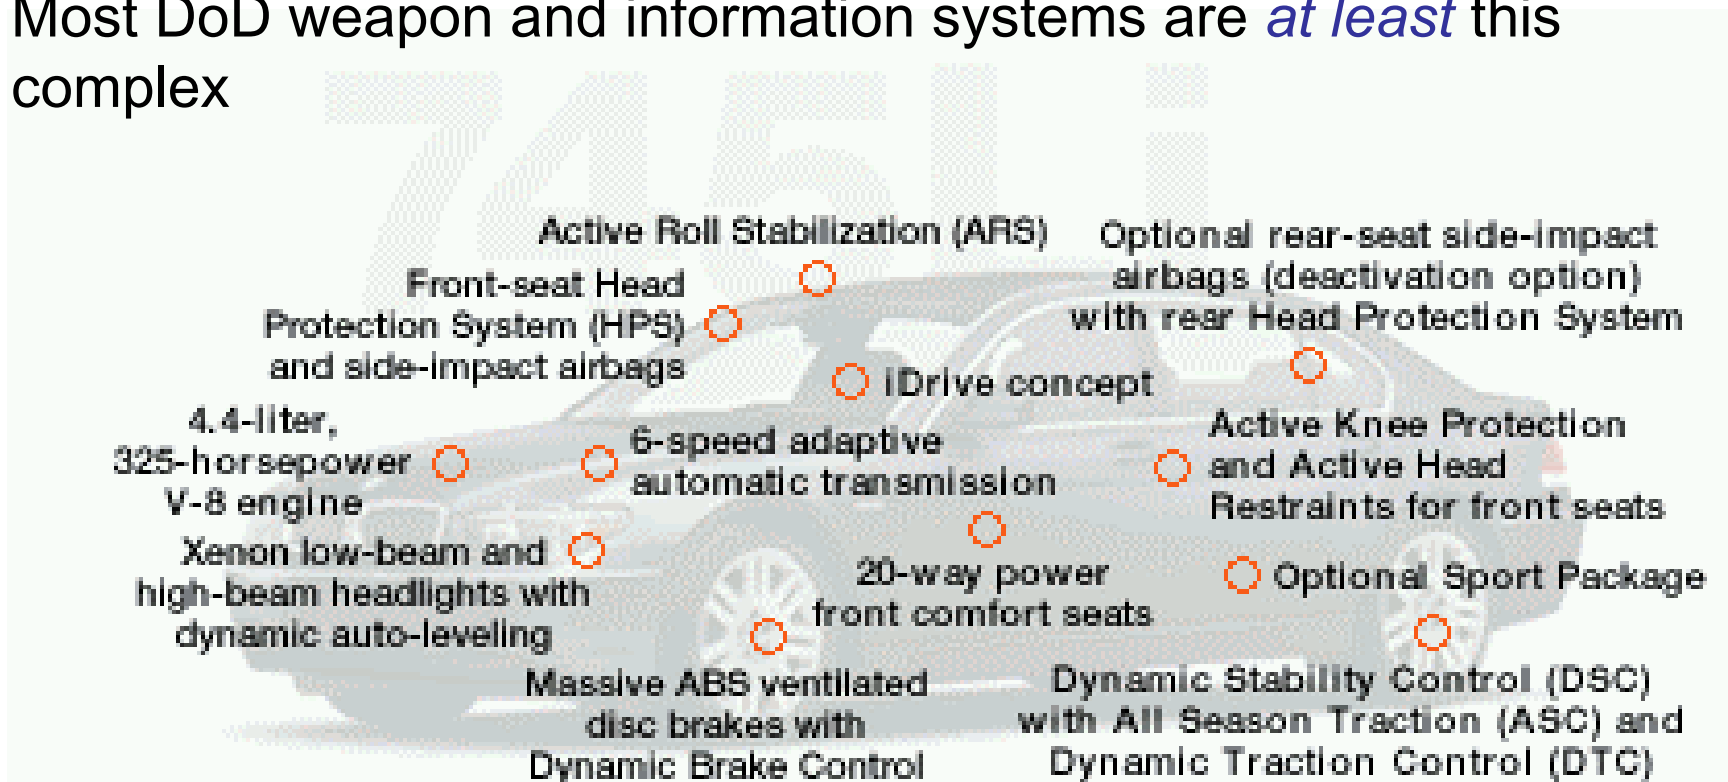 Most DoD weapon and information systems are at least this
complex
745Li
Active Roll Stabilization (ARS)
Optional rear-seat side-impact
airbags (deactivation option)
with rear Head Protection System
Front-seat Head
Protection System (HPS)
and side-impact airbags
iDrive concept
4.4-liter,
325-horsepower
V-8 engine
6-speed adaptive
automatic transmission
Active Knee Protection
and Active Head
Restraints for front seats
Xenon low-beam and
high-beam headlights with
dynamic auto-leveling
20-way power
front comfort seats
Optional Sport Package
Massive ABS ventilated
disc brakes with
Dynamic Brake Control
Dynamic Stability Control (DSC)
with All Season Traction (ASC) and
Dynamic Traction Control (DTC)